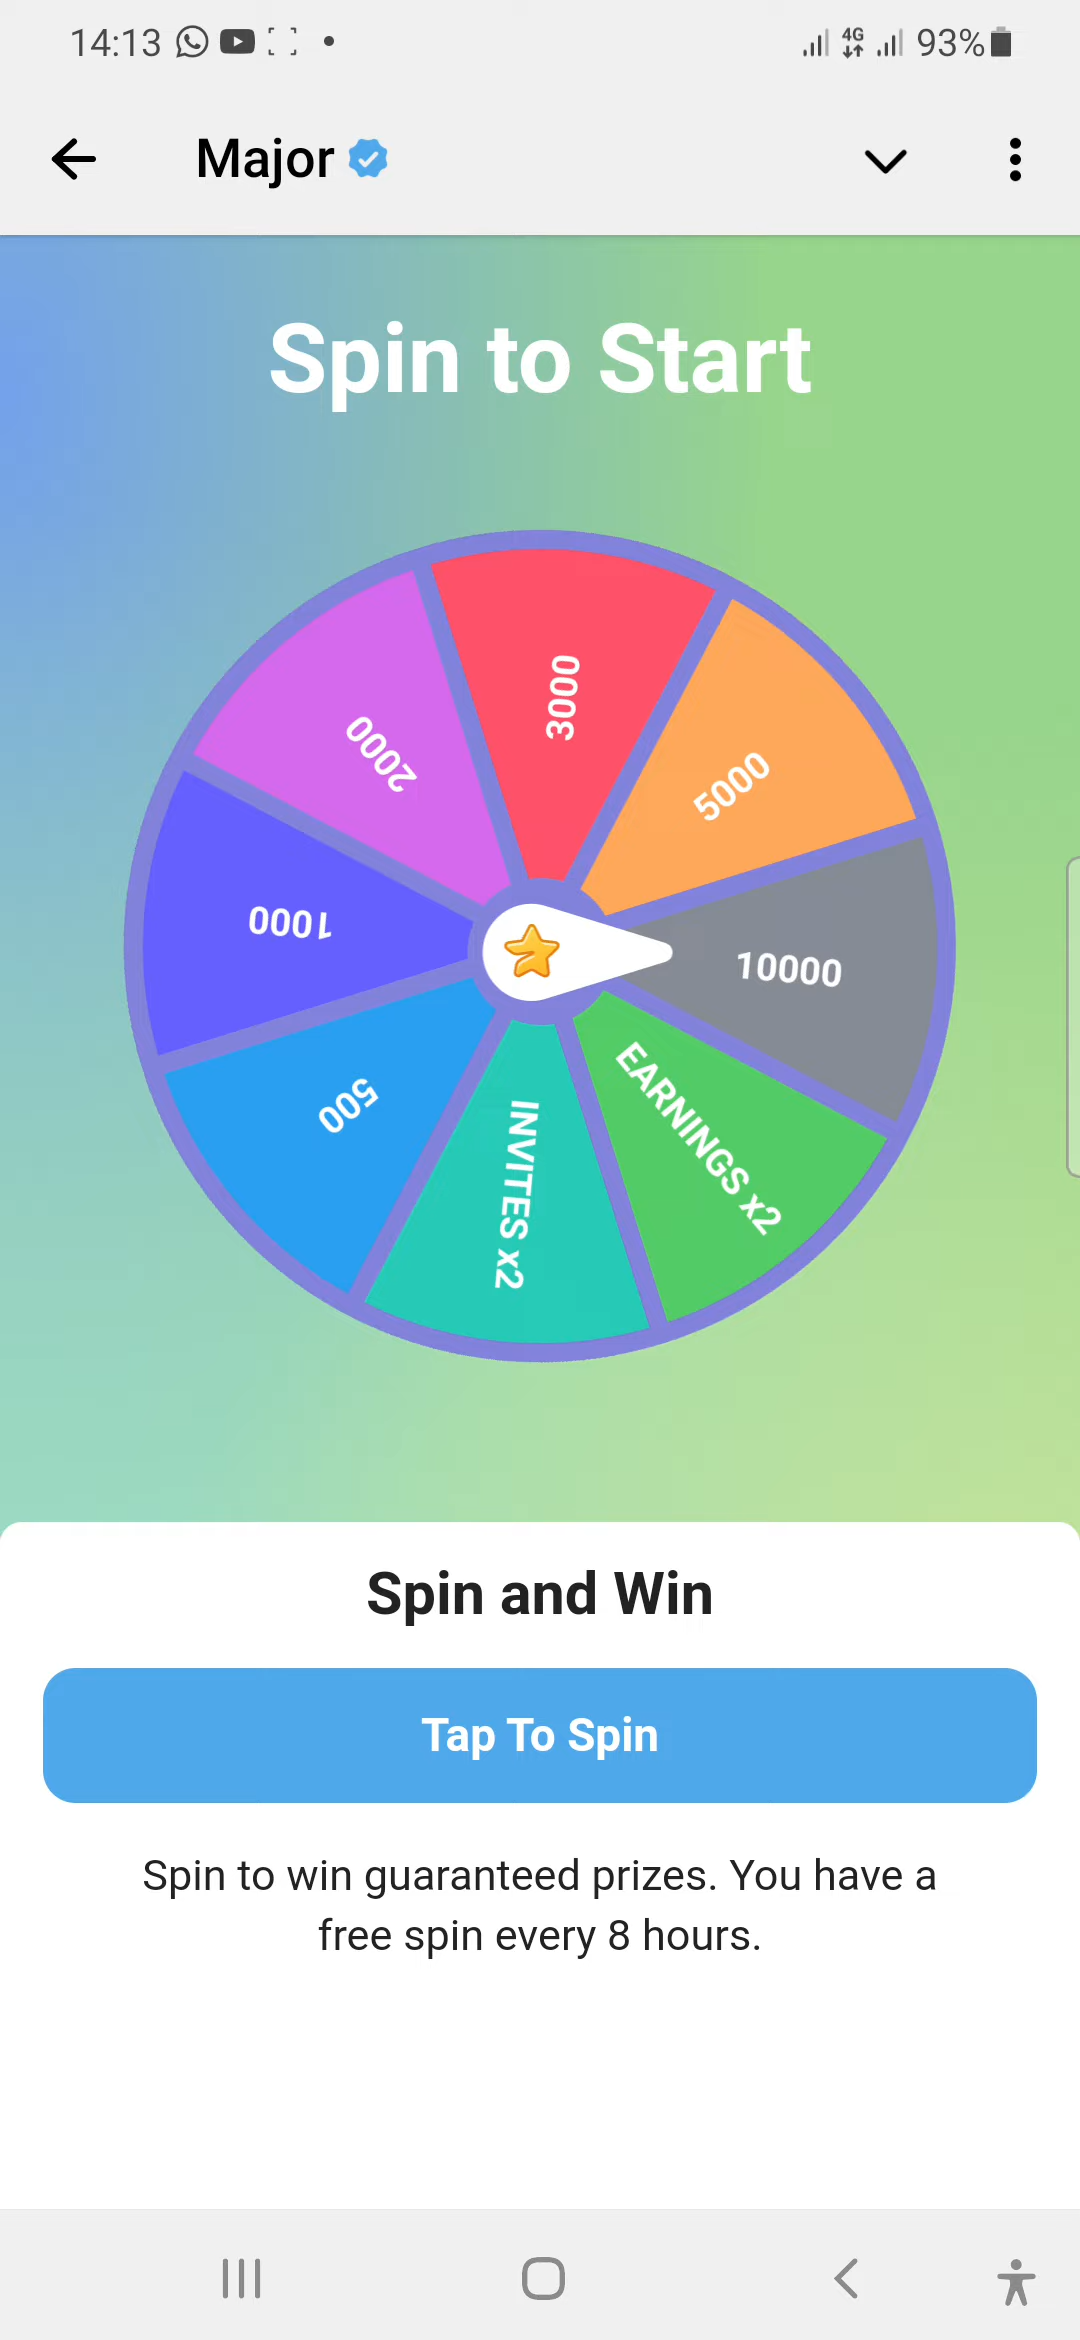 14:13
4G
93%
Major
Spin to Start
3000
5000
2000
10000
1000
EARNINGS x2
500
INVITES x2
Spin and Win
Tap To Spin
Spin to win guaranteed prizes. You have a
free spin every 8 hours.